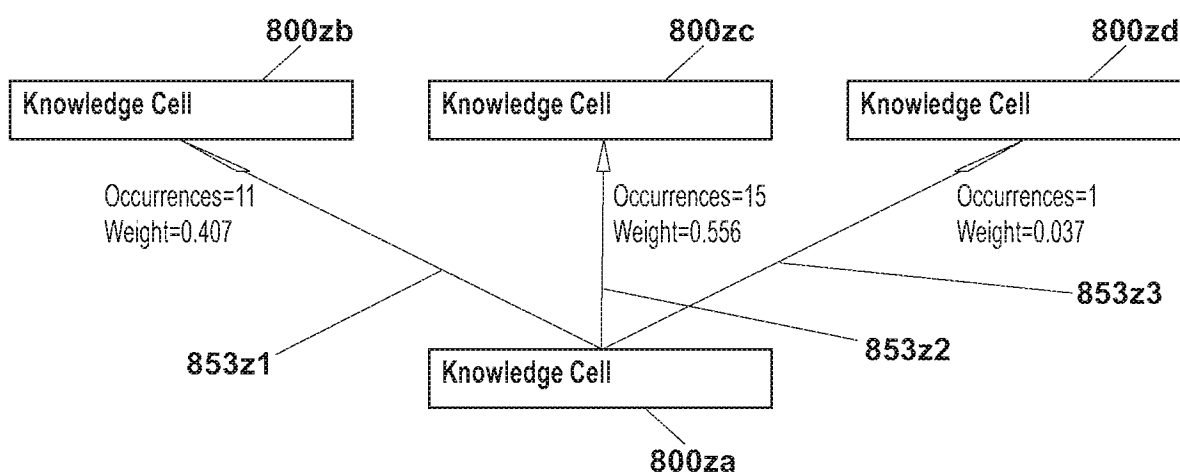 800zb
800zc
800zd
Knowledge Cell
Knowledge Cell
Knowledge Cell
Occurrences=11
Weight=0.407
Occurrences=15
Weight=0.556
Occurrences=1
Weight=0.037
853z3
853z1
853z2
Knowledge Cell
800za